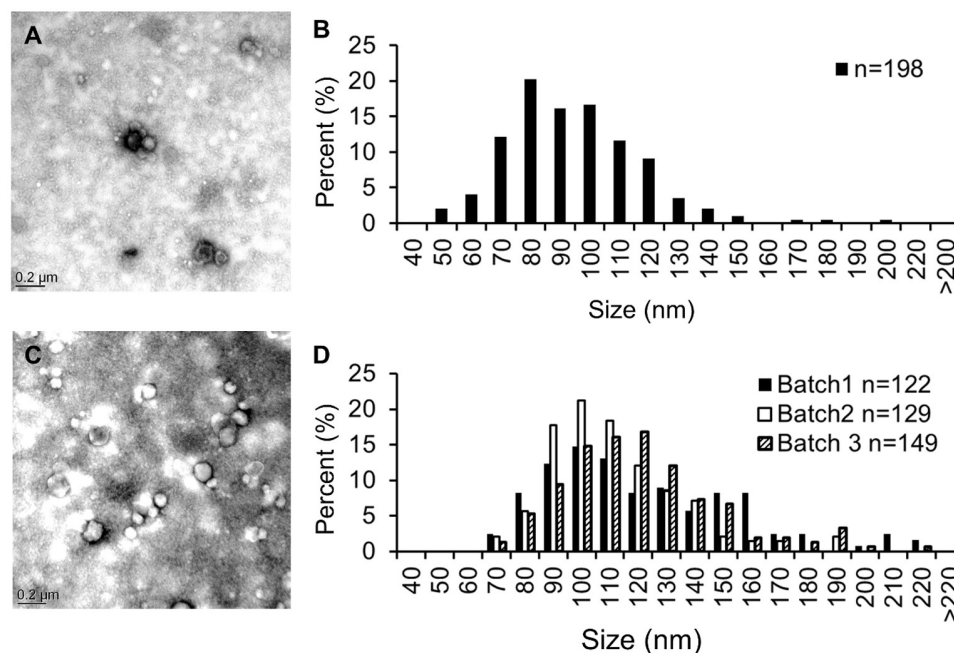 A
0.2 µm
B
25
20
15
10
5
0
Percent (%)
n=198
40 50 60 70 80 90 100 110 120 130 140 150 160 170 180 190 200 >200
Size (nm)
C
0.2 µm
D
25
20
15
10
5
0
Percent (%)
Batch1 n=122
Batch2 n=129
Batch 3 n=149
40 50 60 70 80 90 100 110 120 130 140 150 160 170 180 190 200 210 220 >220
Size (nm)